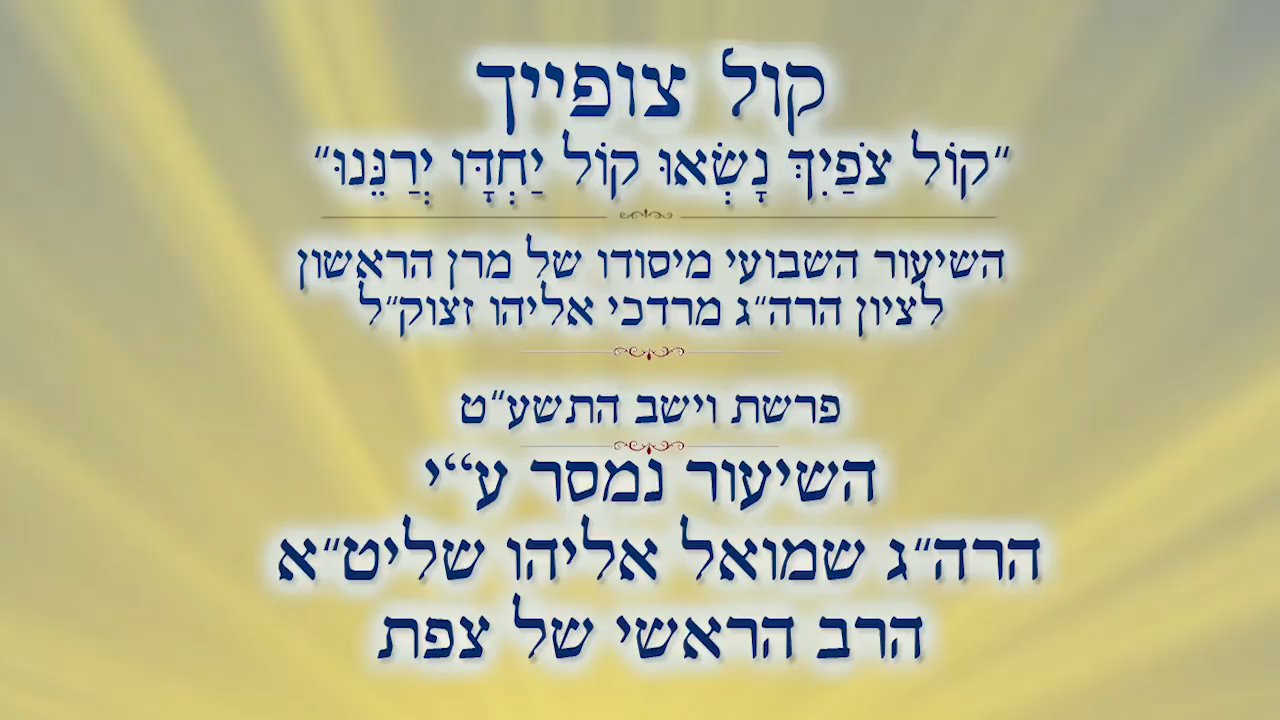 קול צופייך
"קוֹל צֹפַיִךְ נָשְׂאוּ קוֹל יַחְדָּו יְרַנֵּנוּ"
השיעור השבועי מיסודו של מרן הראשון
לציון הרה"ג מרדכי אליהו זצוק"ל
פרשת וישב התשע"ט
השיעור נמסר ע"י
הרה"ג שמואל אליהו שליט"א
הרב הראשי של צפת